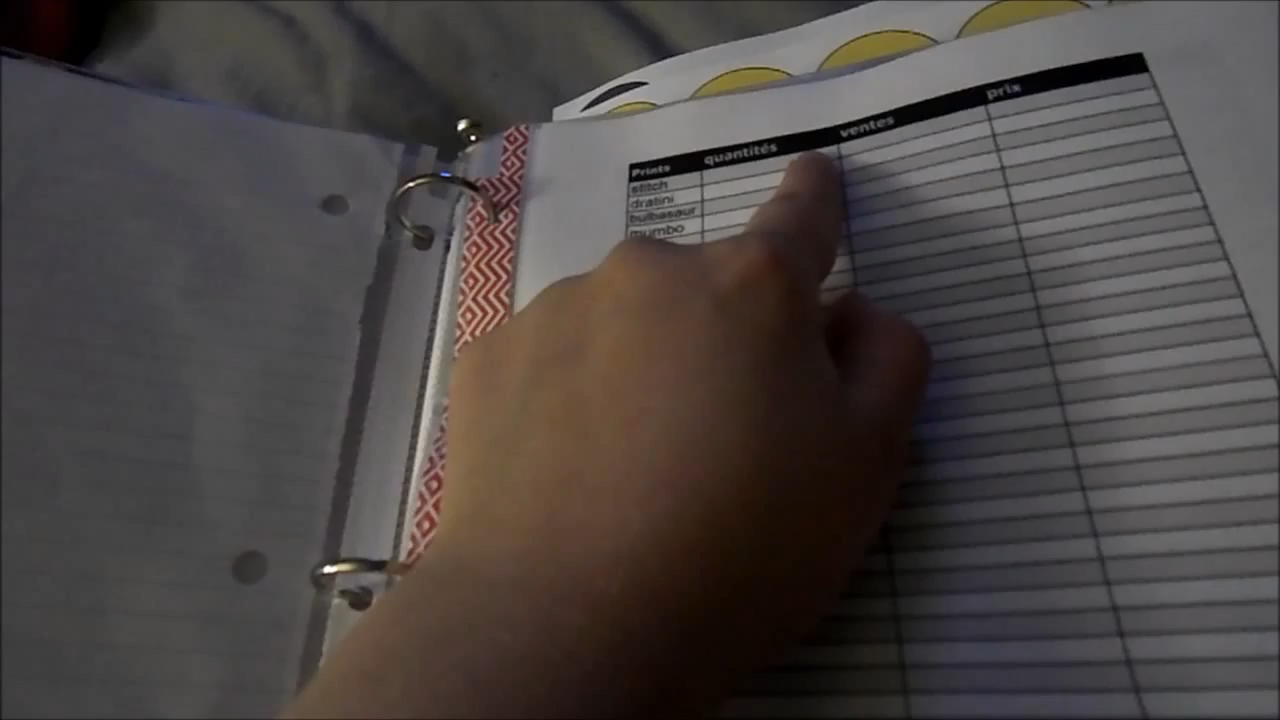 Prints quantités ventes prix
stitch
dratini
bulbasaur
mumbo